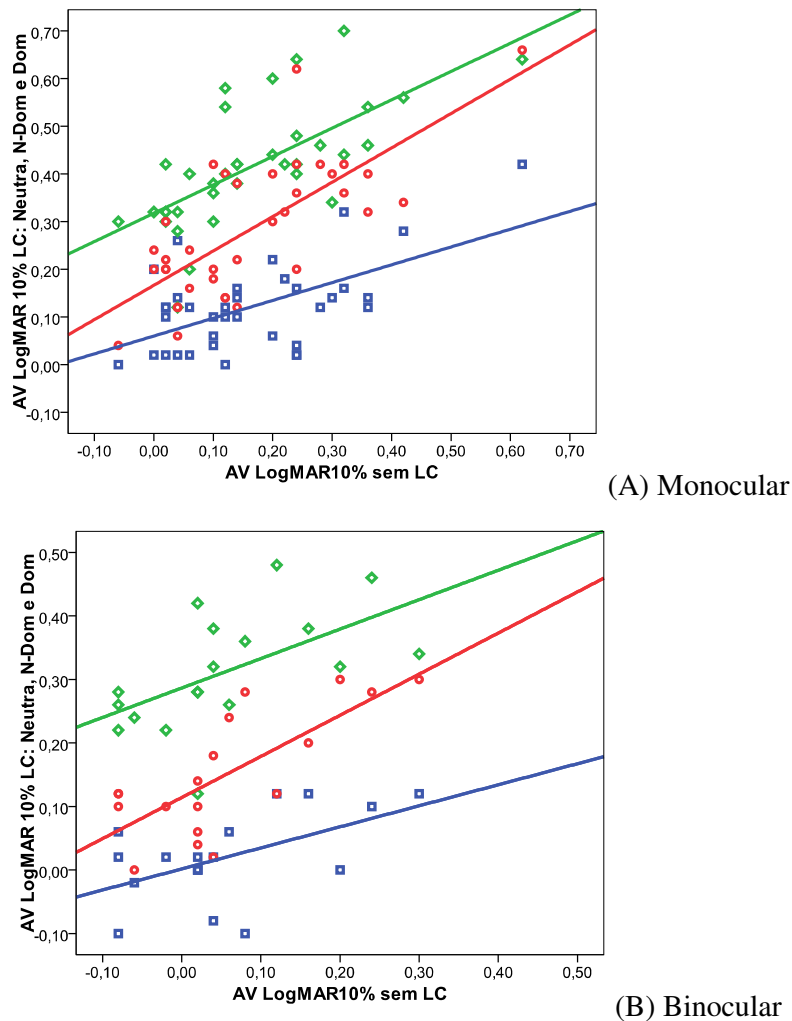 AV LogMAR 10% LC: Neutra, N-Dom e Dom
0,70
0,60
0,50
0,40
0,30
0,20
0,10
0,00
-0,10
-0,10 0,00 0,10 0,20 0,30 0,40 0,50 0,60 0,70
AV LogMAR10% sem LC
(A) Monocular
AV LogMAR 10% LC: Neutra, N-Dom e Dom
0,50
0,40
0,30
0,20
0,10
0,00
-0,10
-0,10 0,00 0,10 0,20 0,30 0,40 0,50
AV LogMAR10% sem LC
(B) Binocular